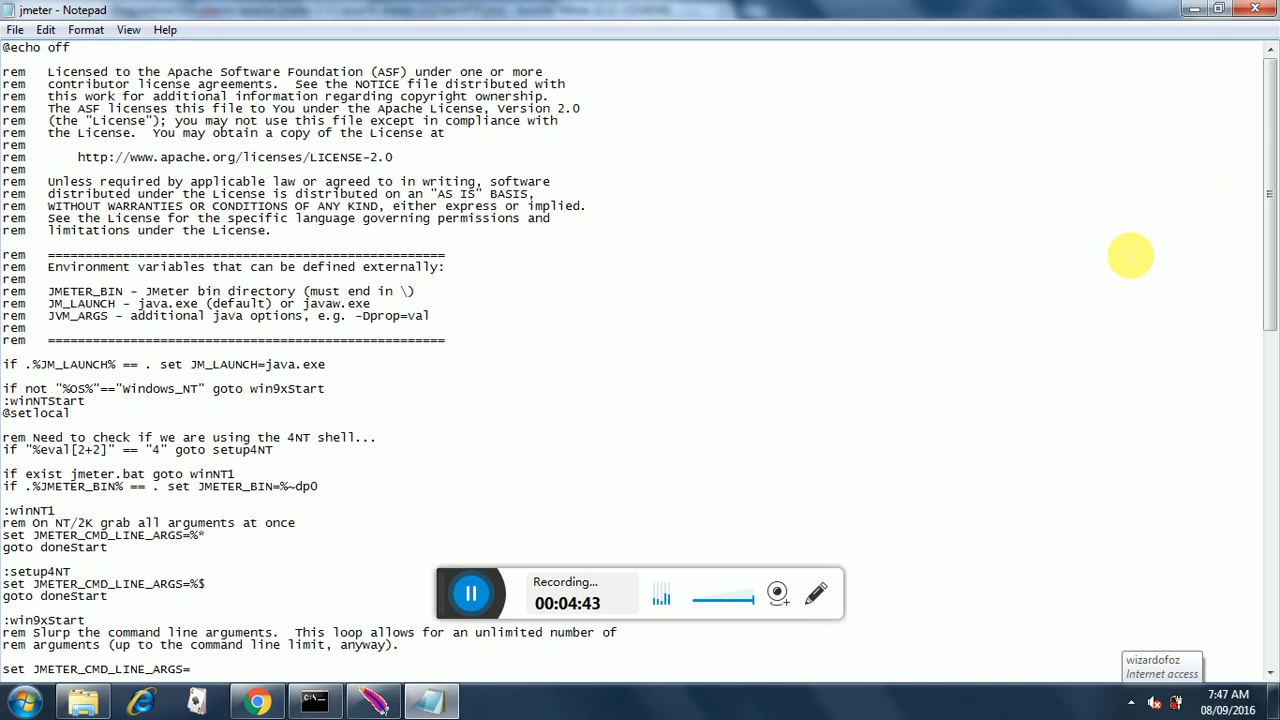 jmeter - Notepad
File Edit Format View Help
@echo off
rem   Licensed to the Apache Software Foundation (ASF) under one or more
rem   contributor license agreements.  See the NOTICE file distributed with
rem   this work for additional information regarding copyright ownership.
rem   The ASF licenses this file to You under the Apache License, Version 2.0
rem   (the "License"); you may not use this file except in compliance with
rem   the License.  You may obtain a copy of the License at
rem
rem       http://www.apache.org/licenses/LICENSE-2.0
rem
rem   Unless required by applicable law or agreed to in writing, software
rem   distributed under the License is distributed on an "AS IS" BASIS,
rem   WITHOUT WARRANTIES OR CONDITIONS OF ANY KIND, either express or implied.
rem   See the License for the specific language governing permissions and
rem   limitations under the License.
rem   =====================================================
rem   Environment variables that can be defined externally:
rem
rem   JMETER_BIN - JMeter bin directory (must end in \)
rem   JM_LAUNCH - java.exe (default) or javaw.exe
rem   JVM_ARGS - additional java options, e.g. -Dprop=val
rem
rem   =====================================================
if .%JM_LAUNCH% == . set JM_LAUNCH=java.exe
if not "%OS%"=="Windows_NT" goto win9xStart
:winNTStart
@setlocal
rem Need to check if we are using the 4NT shell...
if "%eval[2+2]" == "4" goto setup4NT
if exist jmeter.bat goto winNT1
if .%JMETER_BIN% == . set JMETER_BIN=%~dp0
:winNT1
rem On NT/2K grab all arguments at once
set JMETER_CMD_LINE_ARGS=%*
goto doneStart
:setup4NT
set JMETER_CMD_LINE_ARGS=%$
goto doneStart
:win9xStart
rem Slurp the command line arguments.  This loop allows for an unlimited number of
rem arguments (up to the command line limit, anyway).
set JMETER_CMD_LINE_ARGS=
Recording...
00:04:43
wizardofoz
Internet access
7:47 AM
08/09/2016